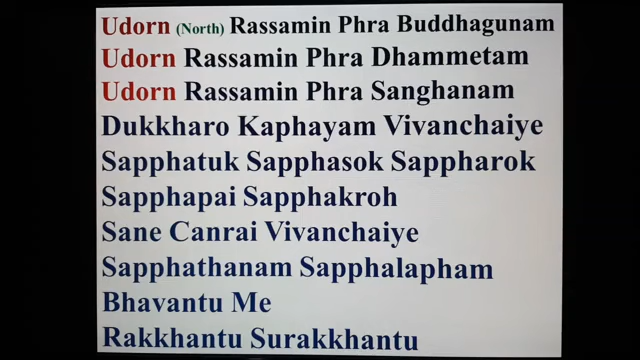 Udorn (North) Rassamin Phra Buddhagunam
Udorn Rassamin Phra Dhammetam
Udorn Rassamin Phra Sanghanam
Dukkharo Kaphayam Vivanchaiye
Sapphatuk Sapphasok Sappharok
Sapphapai Sapphakroh
Sane Canrai Vivanchaiye
Sapphathanam Sapphalapham
Bhavantu Me
Rakkhantu Surakkhantu